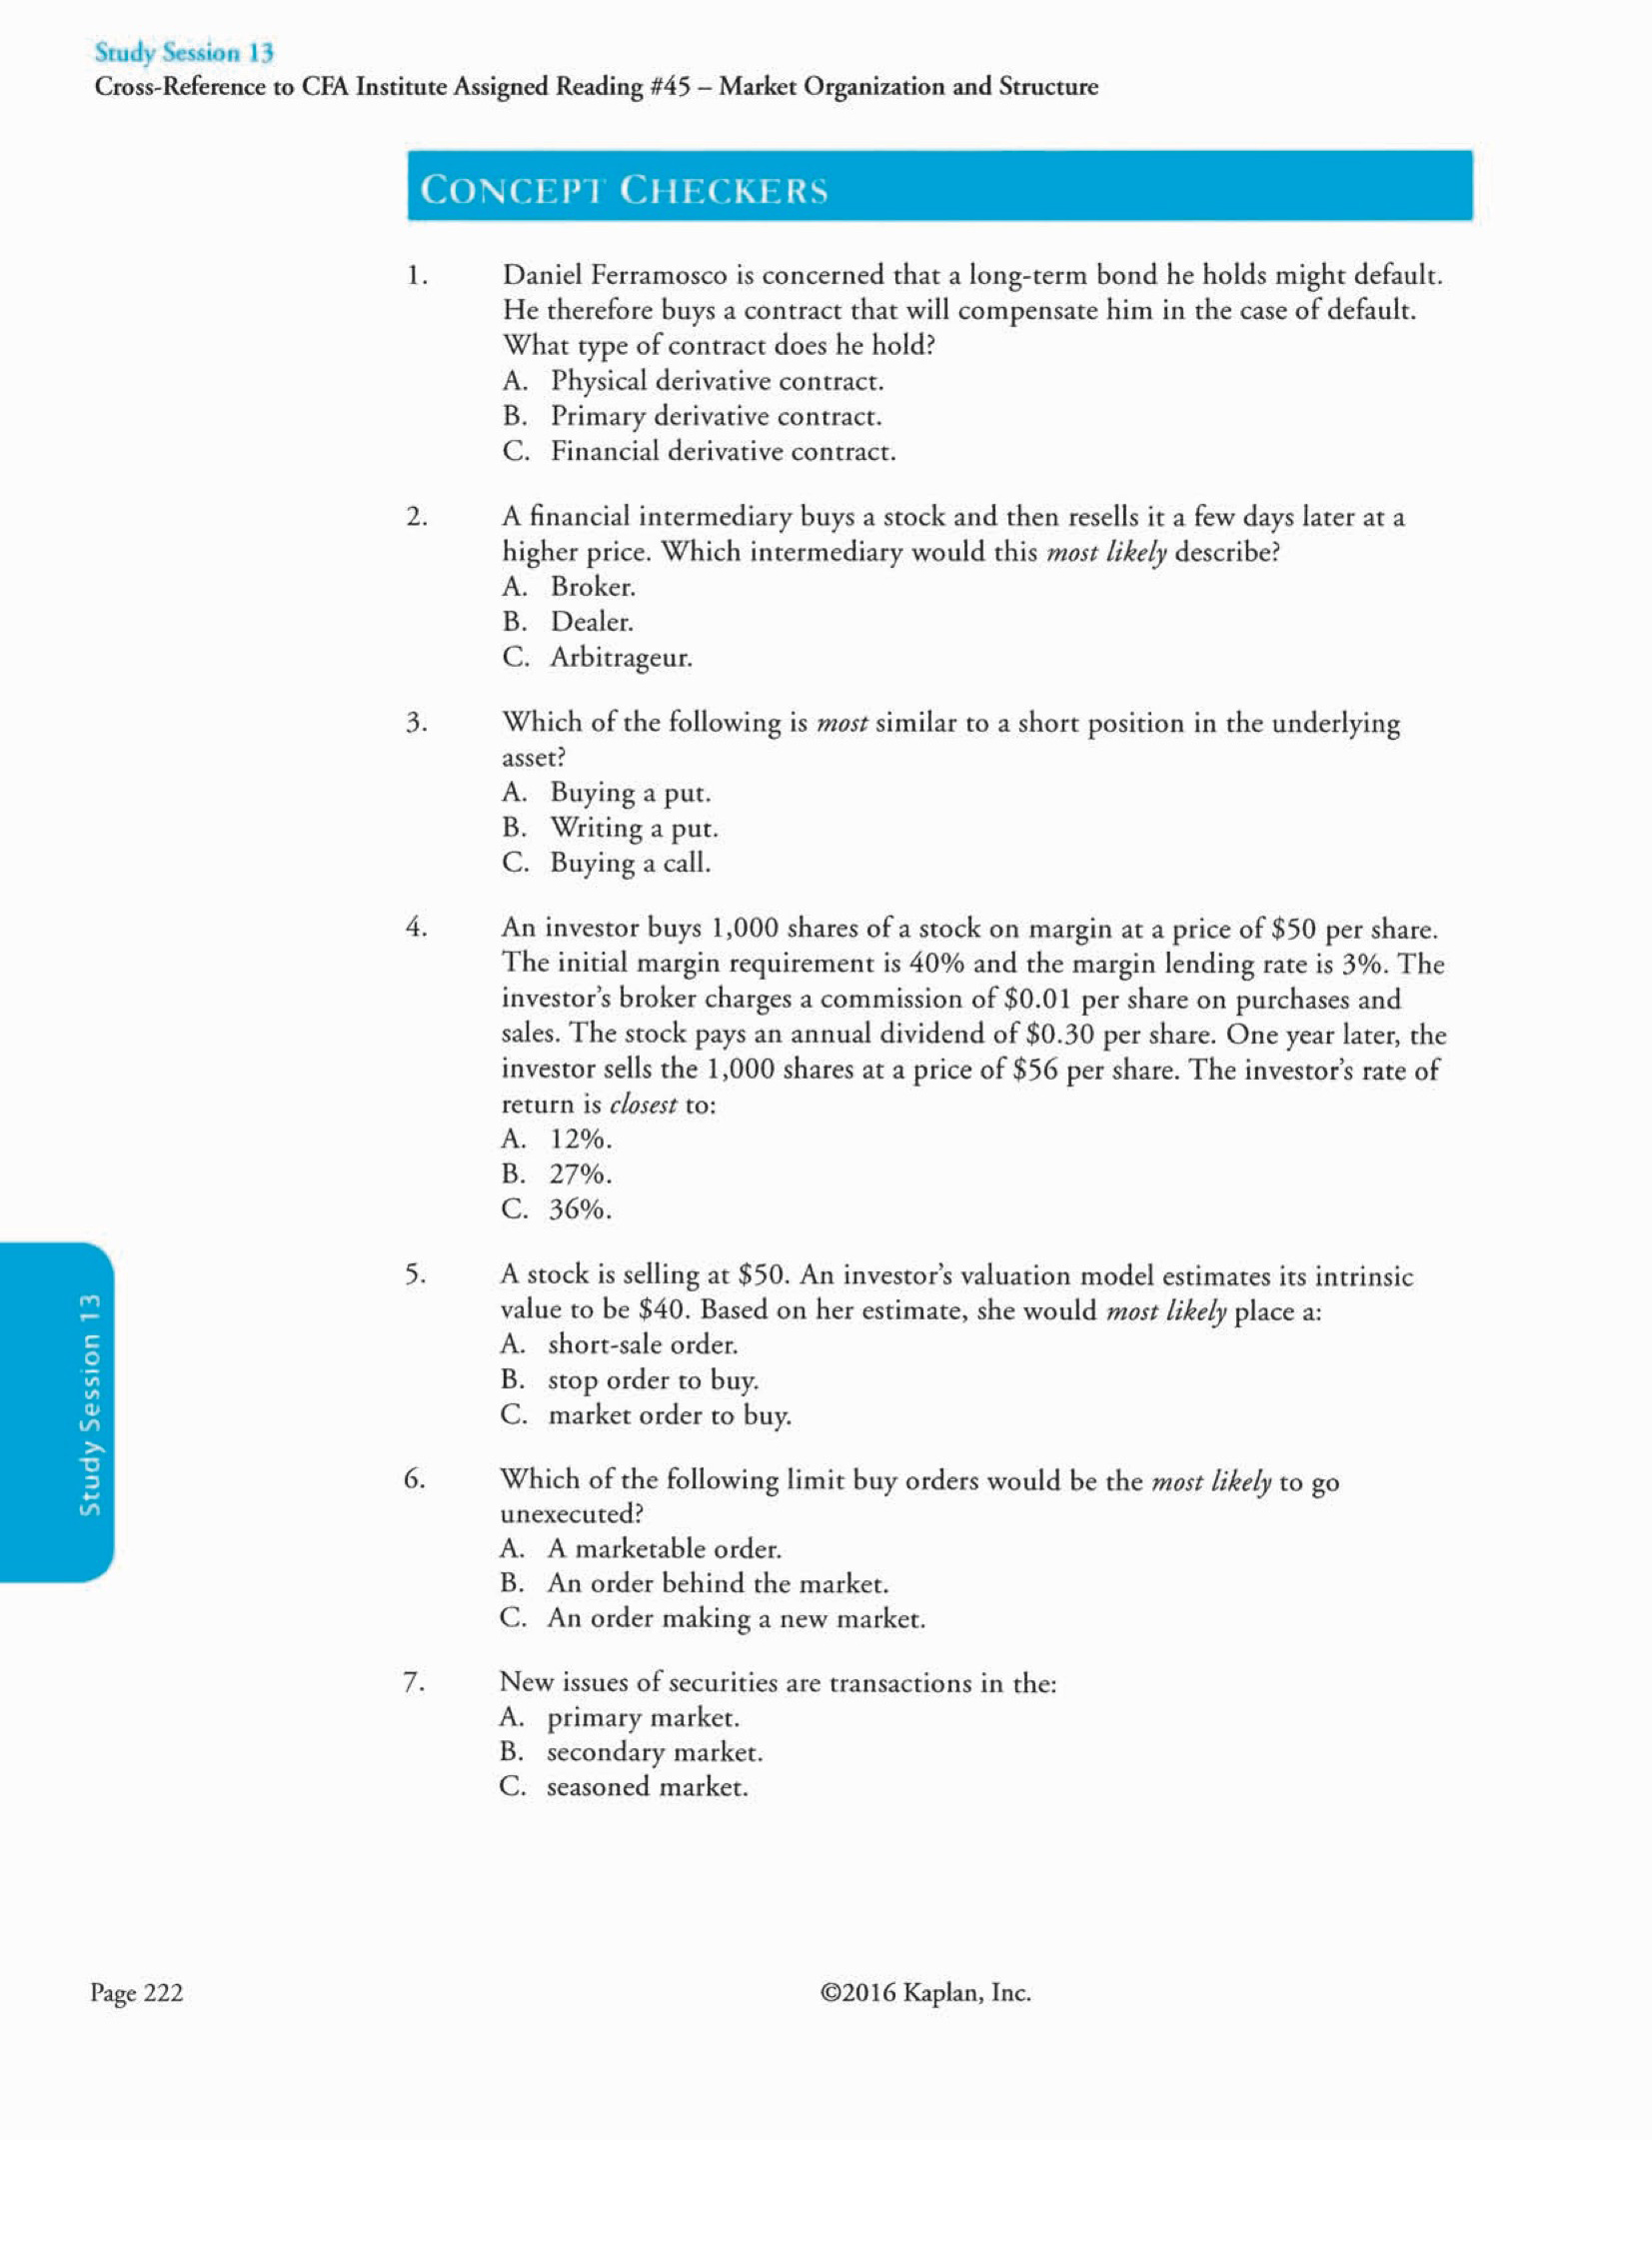 Study Session 13
Cross-Reference to CFA Institute Assigned Reading #45 – Market Organization and Structure
CONCEPT CHECKERS
1. Daniel Ferramosco is concerned that a long-term bond he holds might default.
He therefore buys a contract that will compensate him in the case of default.
What type of contract does he hold?
A. Physical derivative contract.
B. Primary derivative contract.
C. Financial derivative contract.
2. A financial intermediary buys a stock and then resells it a few days later at a
higher price. Which intermediary would this most likely describe?
A. Broker.
B. Dealer.
C. Arbitrageur.
3. Which of the following is most similar to a short position in the underlying
asset?
A. Buying a put.
B. Writing a put.
C. Buying a call.
4. An investor buys 1,000 shares of a stock on margin at a price of $50 per share.
The initial margin requirement is 40% and the margin lending rate is 3%. The
investor's broker charges a commission of $0.01 per share on purchases and
sales. The stock pays an annual dividend of $0.30 per share. One year later, the
investor sells the 1,000 shares at a price of $56 per share. The investor's rate of
return is closest to:
A. 12%.
B. 27%.
C. 36%.
5. A stock is selling at $50. An investor's valuation model estimates its intrinsic
value to be $40. Based on her estimate, she would most likely place a:
A. short-sale order.
B. stop order to buy.
C. market order to buy.
6. Which of the following limit buy orders would be the most likely to go
unexecuted?
A. A marketable order.
B. An order behind the market.
C. An order making a new market.
7. New issues of securities are transactions in the:
A. primary market.
B. secondary market.
C. seasoned market.
Study Session 13
Page 222
©2016 Kaplan, Inc.